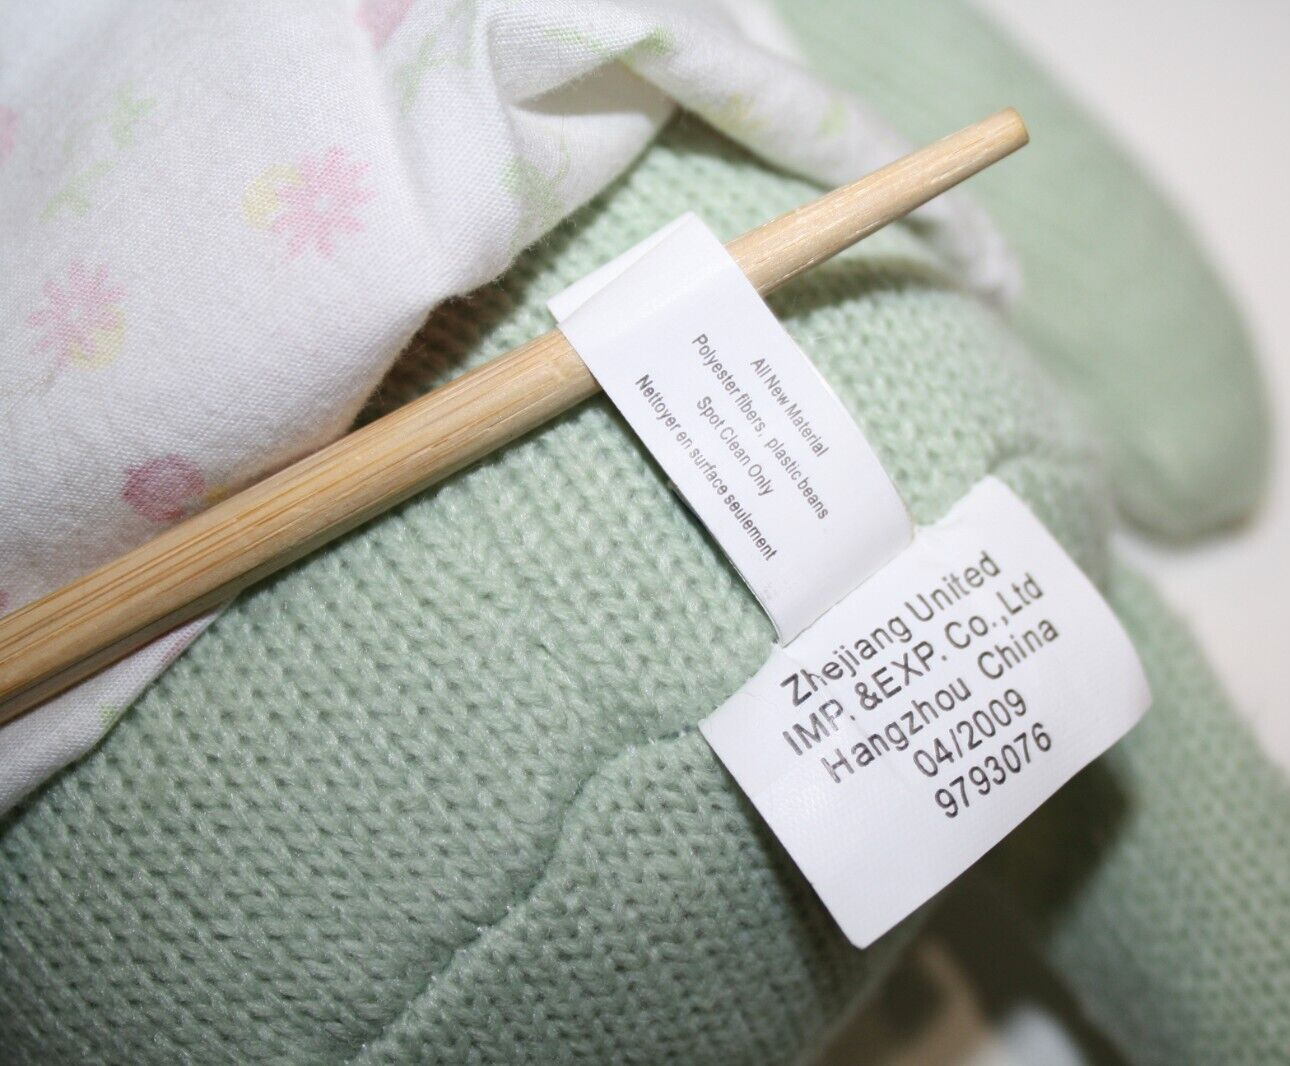 All New Material
Polyester fibers, plastic beans
Spot Clean Only
Nettoyer en surface seulement
Zhejiang United
IMP. &EXP. Co.,Ltd
Hangzhou China
04/2009
9793076